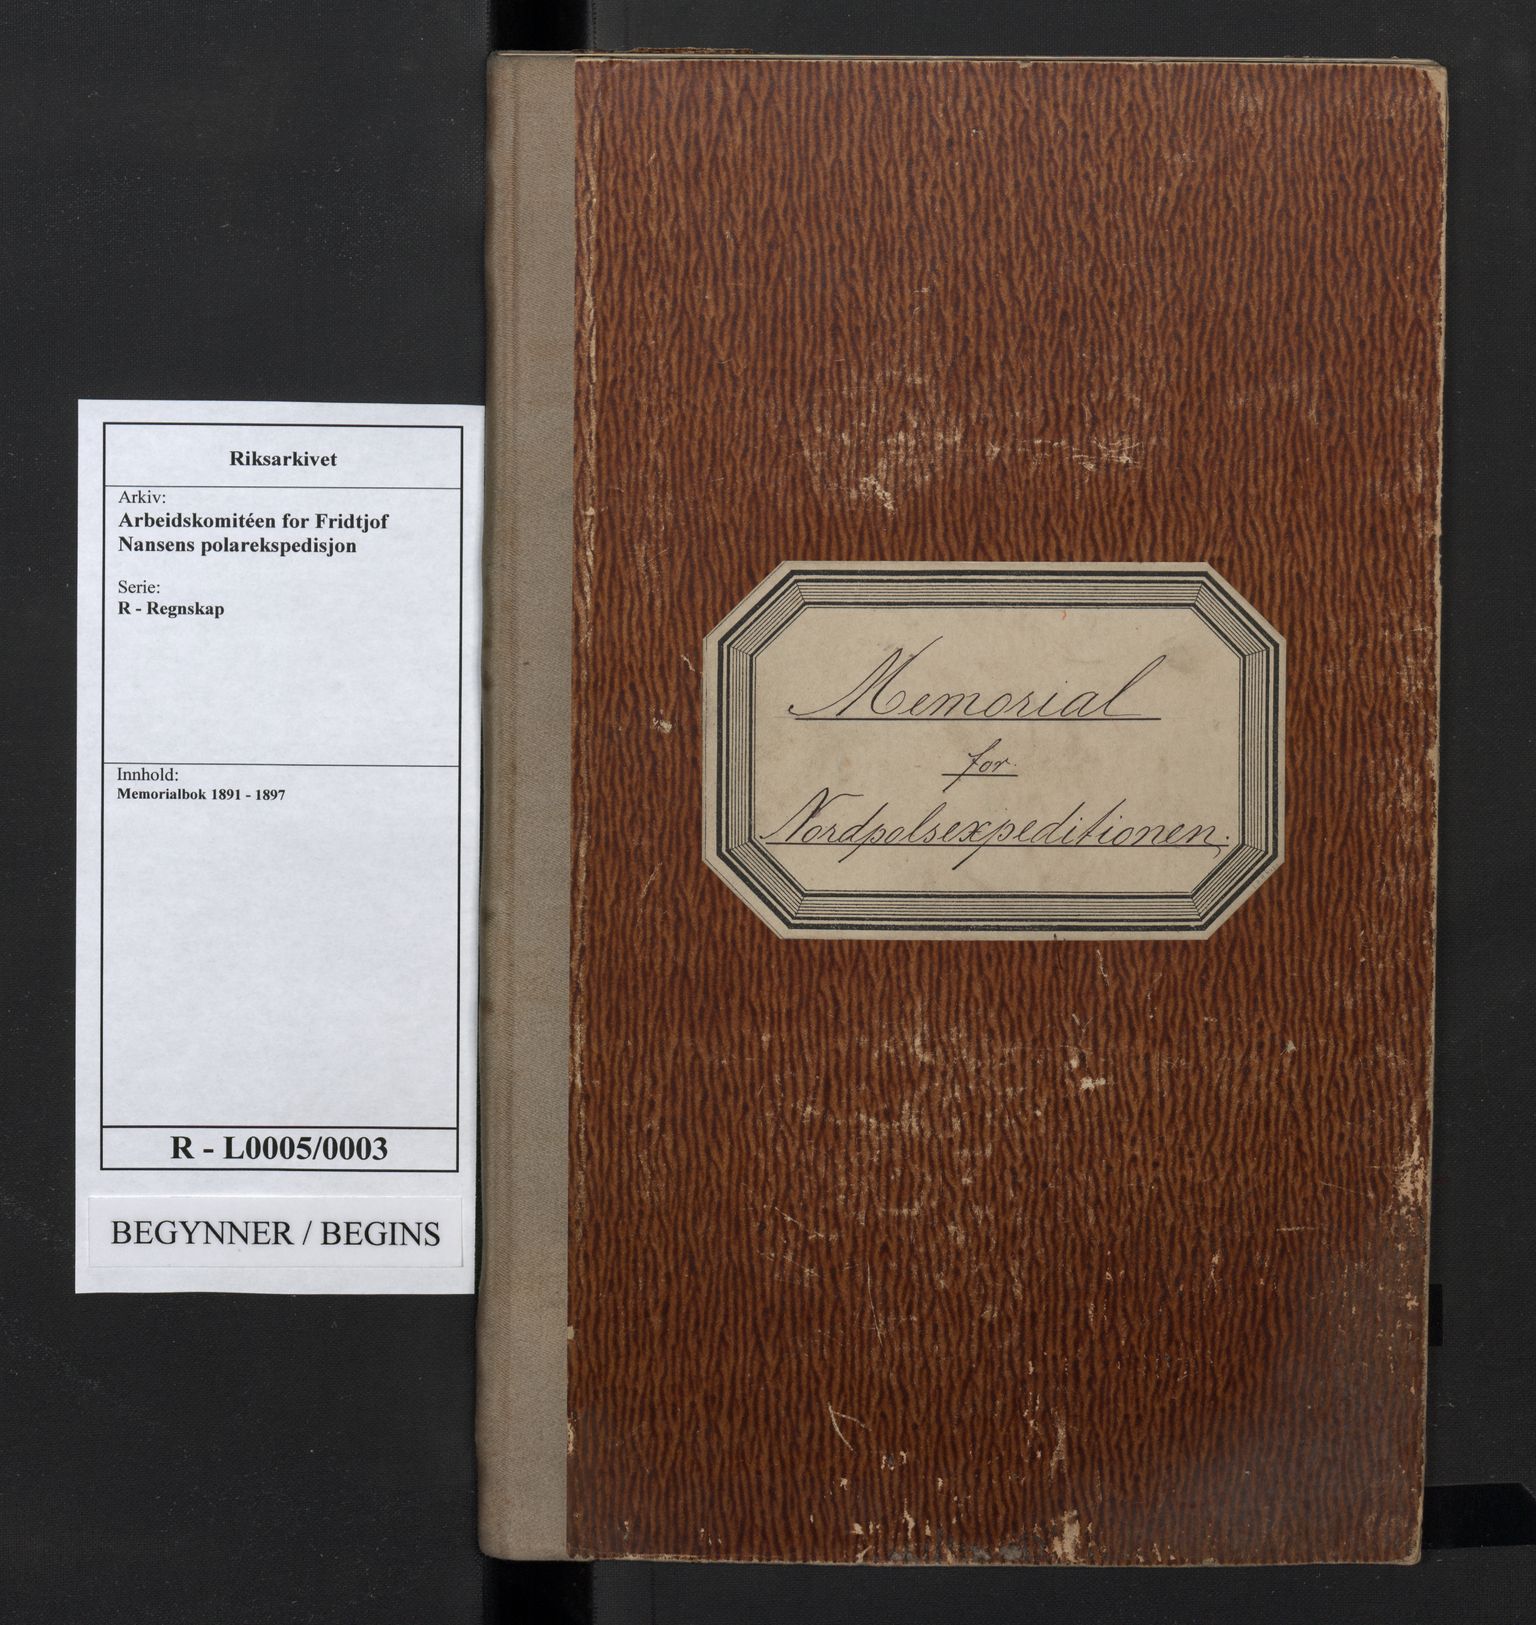 Riksarkivet
Arkiv:
Arbeidskomitéen for Fridtjof
Nansens polarekspedisjon
Serie:
R - Regnskap
Innhold:
Memorialbok 1891 - 1897
R - L0005/0003
BEGYNNER / BEGINS
Memorial
for
Nordpolsexpeditionen.